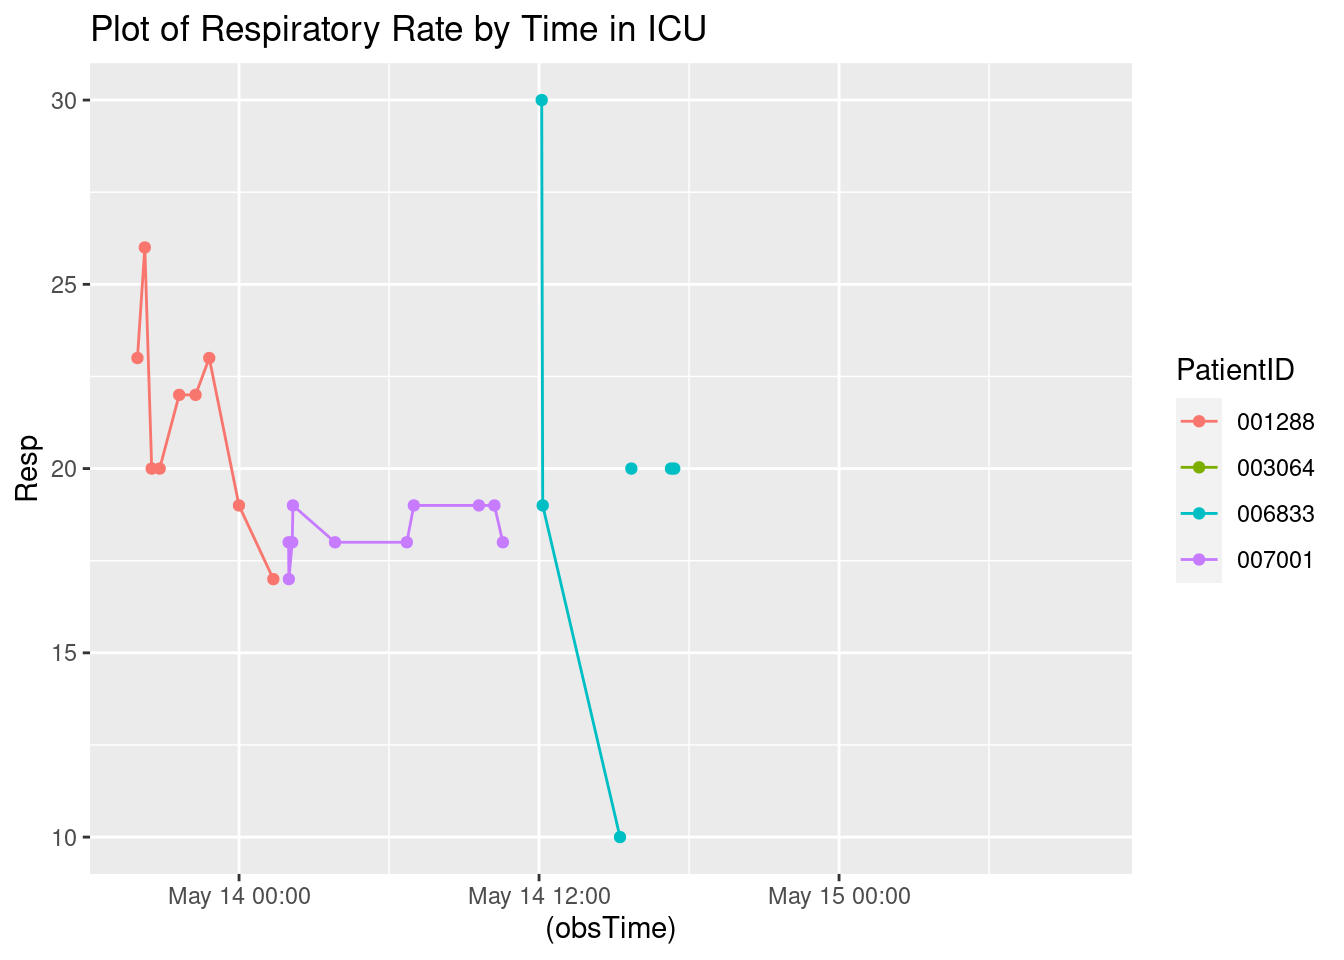 Plot of Respiratory Rate by Time in ICU
30
25
20
15
10
Resp
May 14 00:00
May 14 12:00
May 15 00:00
(obsTime)
PatientID
001288
003064
006833
007001